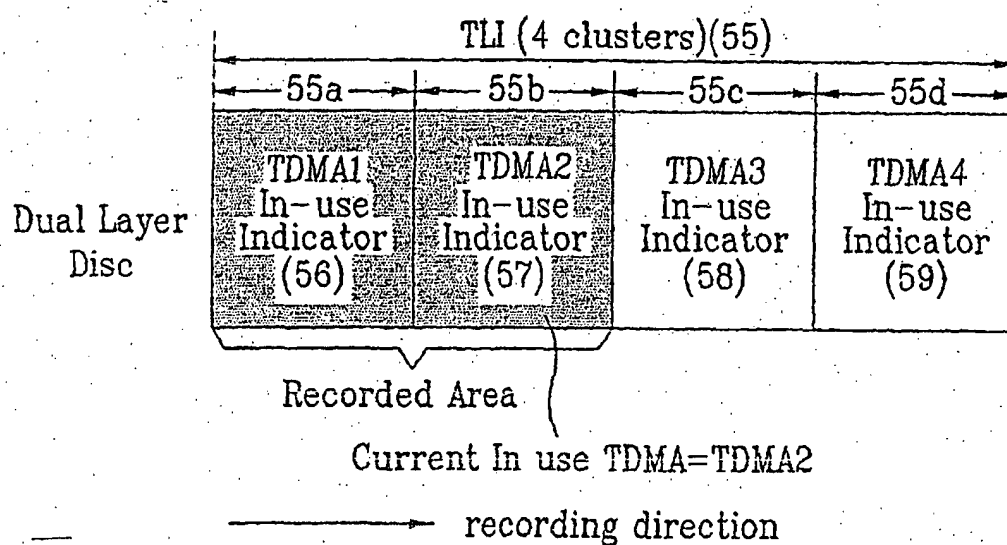 TLI (4 clusters)(55)
55a 55b 55c 55d
Dual Layer
Disc
TDMA1
In-use
Indicator
(56)
TDMA2
In-use
Indicator
(57)
TDMA3
In-use
Indicator
(58)
TDMA4
In-use
Indicator
(59)
Recorded Area
Current In use TDMA=TDMA2
recording direction